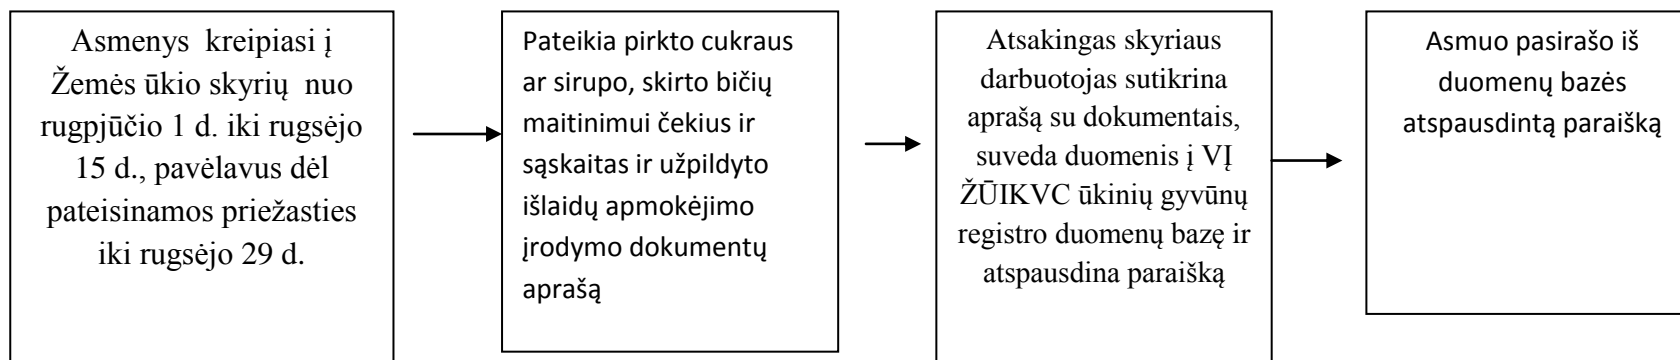 Asmenys kreipiasi į
Žemės ūkio skyrių nuo
rugpjūčio 1 d. iki rugsėjo
15 d., pavėlavus dėl
pateisinamos priežasties
iki rugsėjo 29 d.
Pateikia pirkto cukraus
ar sirupo, skirto bičių
maitinimui čekius ir
sąskaitas ir užpildyto
išlaidų apmokėjimo
įrodymo dokumentų
aprašą
Atsakingas skyriaus
darbuotojas sutikrina
aprašą su dokumentais,
suveda duomenis į VĮ
ŽŪIKVC ūkinių gyvūnų
registro duomenų bazę ir
atspausdina paraišką
Asmuo pasirašo iš
duomenų bazės
atspausdintą paraišką